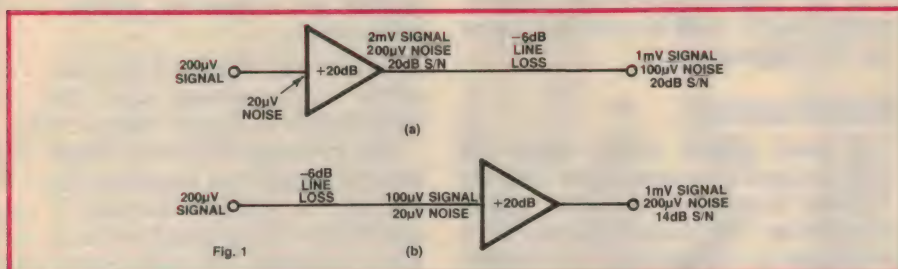 200μV
SIGNAL
20μV
NOISE
+20dB
2mV SIGNAL
200μV NOISE
20dB S/N
–6dB
LINE
LOSS
1mV SIGNAL
100μV NOISE
20dB S/N
(a)
200μV
SIGNAL
–6dB
LINE
LOSS
100μV SIGNAL
20μV NOISE
+20dB
1mV SIGNAL
200μV NOISE
14dB S/N
Fig. 1
(b)